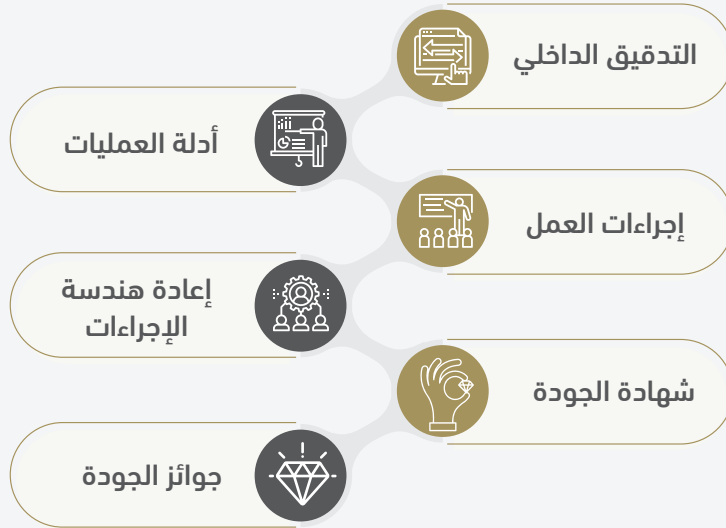 التدقيق الداخلي
أدلة العمليات
إجراءات العمل
إعادة هندسة
الإجراءات
شهادة الجودة
جوائز الجودة